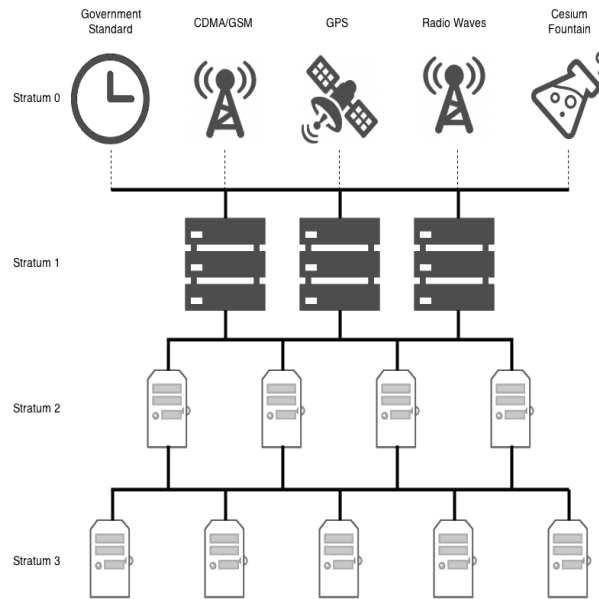 Government
Standard
CDMA/GSM
GPS
Radio Waves
Cesium
Fountain
Stratum 0
Stratum 1
Stratum 2
Stratum 3